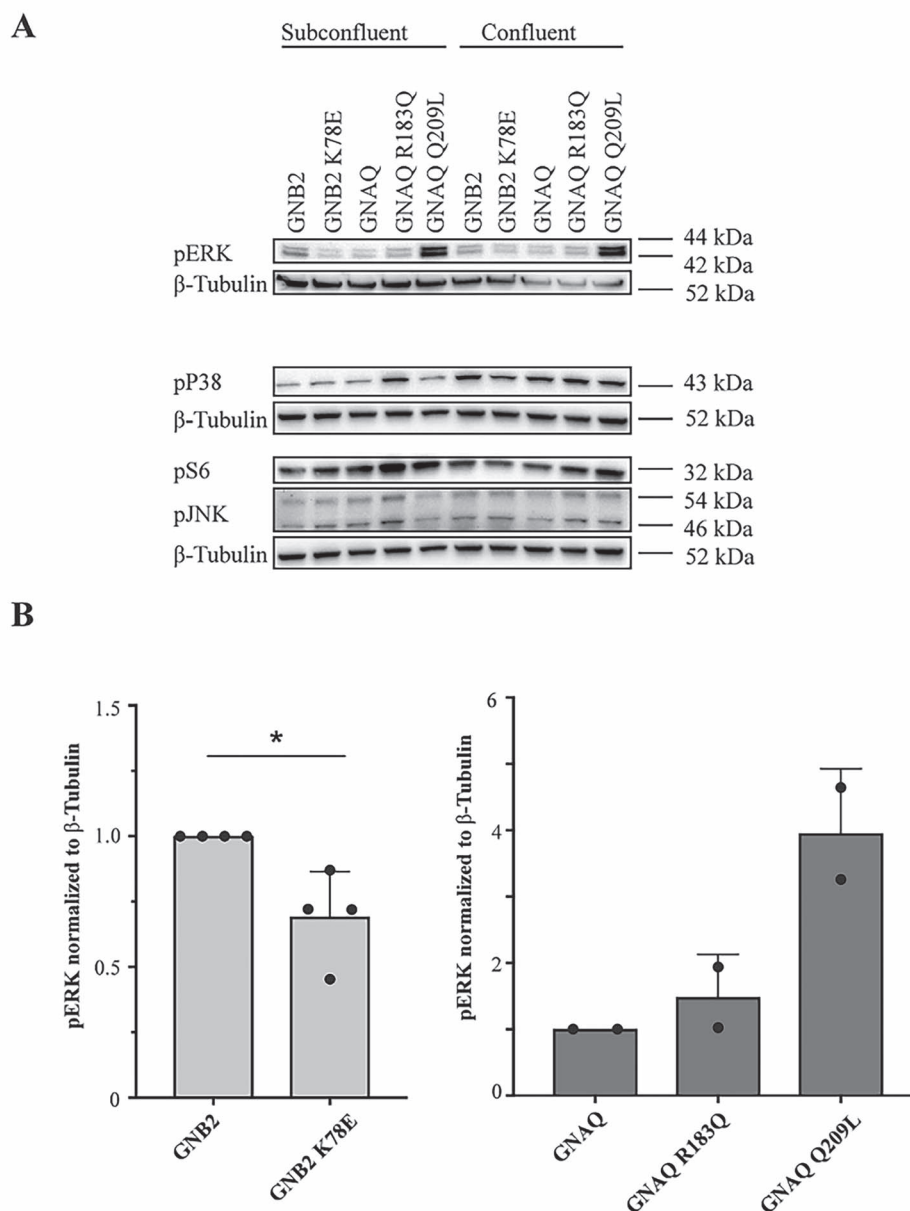 A
Subconfluent Confluent
GNB2 GNB2 K78E GNAQ GNAQ R183Q GNAQ Q209L GNB2 GNB2 K78E GNAQ GNAQ R183Q GNAQ Q209L
44 kDa
pERK
42 kDa
β-Tubulin
52 kDa
pP38 43 kDa
β-Tubulin 52 kDa
pS6 32 kDa
54 kDa
pJNK
46 kDa
β-Tubulin 52 kDa
B
pERK normalized to β-Tubulin
1.5
1.0
0.5
0
*
GNB2
GNB2 K78E
pERK normalized to β-Tubulin
6
4
2
0
GNAQ
GNAQ R183Q
GNAQ Q209L